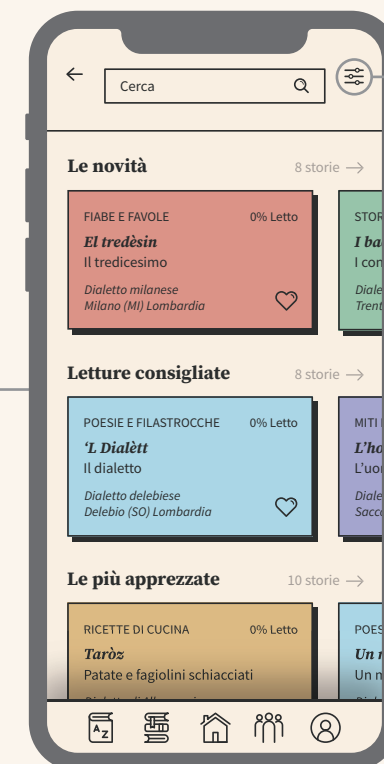 Cerca
Le novità 8 storie
FIABE E FAVOLE 0% Letto
El tredèsin
Il tredicesimo
Dialetto milanese
Milano (MI) Lombardia
Letture consigliate 8 storie
POESIE E FILASTROCCHE 0% Letto
‘L Dialètt
Il dialetto
Dialetto delebiese
Delebio (SO) Lombardia
Le più apprezzate 10 storie
RICETTE DI CUCINA 0% Letto
Taròz
Patate e fagiolini schiacciati
A Z